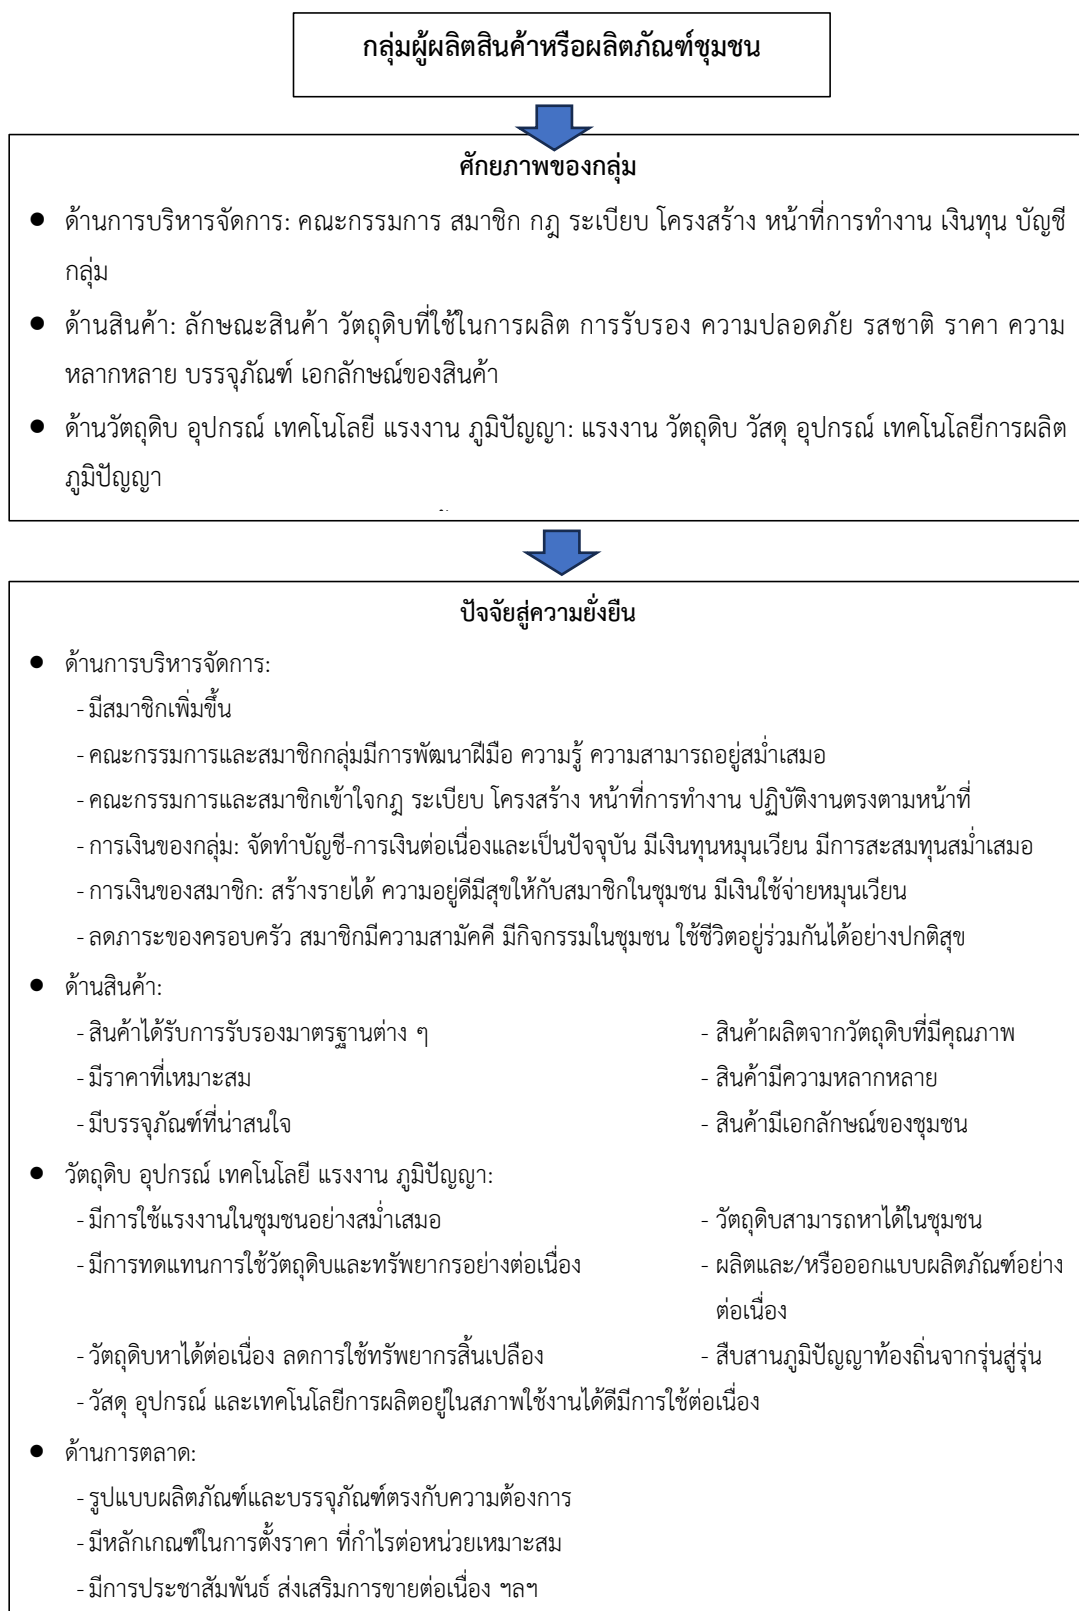 กลุ่มผู้ผลิตสินค้าหรือผลิตภัณฑ์ชุมชน
ศักยภาพของกลุ่ม
● ด้านการบริหารจัดการ: คณะกรรมการ สมาชิก กฎ ระเบียบ โครงสร้าง หน้าที่การทำงาน เงินทุน บัญชี
กลุ่ม
● ด้านสินค้า: ลักษณะสินค้า วัตถุดิบที่ใช้ในการผลิต การรับรอง ความปลอดภัย รสชาติ ราคา ความ
หลากหลาย บรรจุภัณฑ์ เอกลักษณ์ของสินค้า
● ด้านวัตถุดิบ อุปกรณ์ เทคโนโลยี แรงงาน ภูมิปัญญา: แรงงาน วัตถุดิบ วัสดุ อุปกรณ์ เทคโนโลยีการผลิต
ภูมิปัญญา
ปัจจัยสู่ความยั่งยืน
● ด้านการบริหารจัดการ:
- มีสมาชิกเพิ่มขึ้น
- คณะกรรมการและสมาชิกกลุ่มมีการพัฒนาฝีมือ ความรู้ ความสามารถอยู่สม่ำเสมอ
- คณะกรรมการและสมาชิกเข้าใจกฎ ระเบียบ โครงสร้าง หน้าที่การทำงาน ปฏิบัติงานตรงตามหน้าที่
- การเงินของกลุ่ม: จัดทำบัญชี-การเงินต่อเนื่องและเป็นปัจจุบัน มีเงินทุนหมุนเวียน มีการสะสมทุนสม่ำเสมอ
- การเงินของสมาชิก: สร้างรายได้ ความอยู่ดีมีสุขให้กับสมาชิกในชุมชน มีเงินใช้จ่ายหมุนเวียน
- ลดภาระของครอบครัว สมาชิกมีความสามัคคี มีกิจกรรมในชุมชน ใช้ชีวิตอยู่ร่วมกันได้อย่างปกติสุข
● ด้านสินค้า:
- สินค้าได้รับการรับรองมาตรฐานต่าง ๆ - สินค้าผลิตจากวัตถุดิบที่มีคุณภาพ
- มีราคาที่เหมาะสม - สินค้ามีความหลากหลาย
- มีบรรจุภัณฑ์ที่น่าสนใจ - สินค้ามีเอกลักษณ์ของชุมชน
● วัตถุดิบ อุปกรณ์ เทคโนโลยี แรงงาน ภูมิปัญญา:
- มีการใช้แรงงานในชุมชนอย่างสม่ำเสมอ - วัตถุดิบสามารถหาได้ในชุมชน
- มีการทดแทนการใช้วัตถุดิบและทรัพยากรอย่างต่อเนื่อง - ผลิตและ/หรือออกแบบผลิตภัณฑ์อย่าง
ต่อเนื่อง
- วัตถุดิบหาได้ต่อเนื่อง ลดการใช้ทรัพยากรสิ้นเปลือง - สืบสานภูมิปัญญาท้องถิ่นจากรุ่นสู่รุ่น
- วัสดุ อุปกรณ์ และเทคโนโลยีการผลิตอยู่ในสภาพใช้งานได้ดีมีการใช้ต่อเนื่อง
● ด้านการตลาด:
- รูปแบบผลิตภัณฑ์และบรรจุภัณฑ์ตรงกับความต้องการ
- มีหลักเกณฑ์ในการตั้งราคา ที่กำไรต่อหน่วยเหมาะสม
- มีการประชาสัมพันธ์ ส่งเสริมการขายต่อเนื่อง ฯลฯ